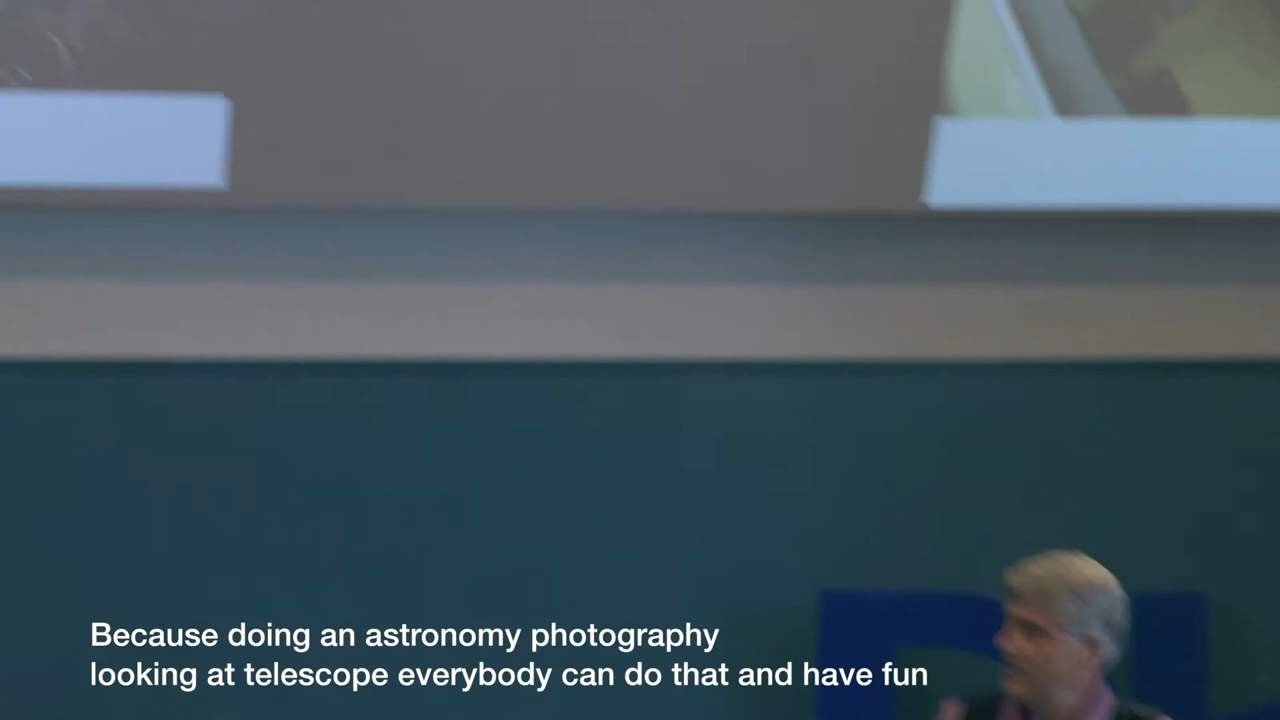 Because doing an astronomy photography
looking at telescope everybody can do that and have fun